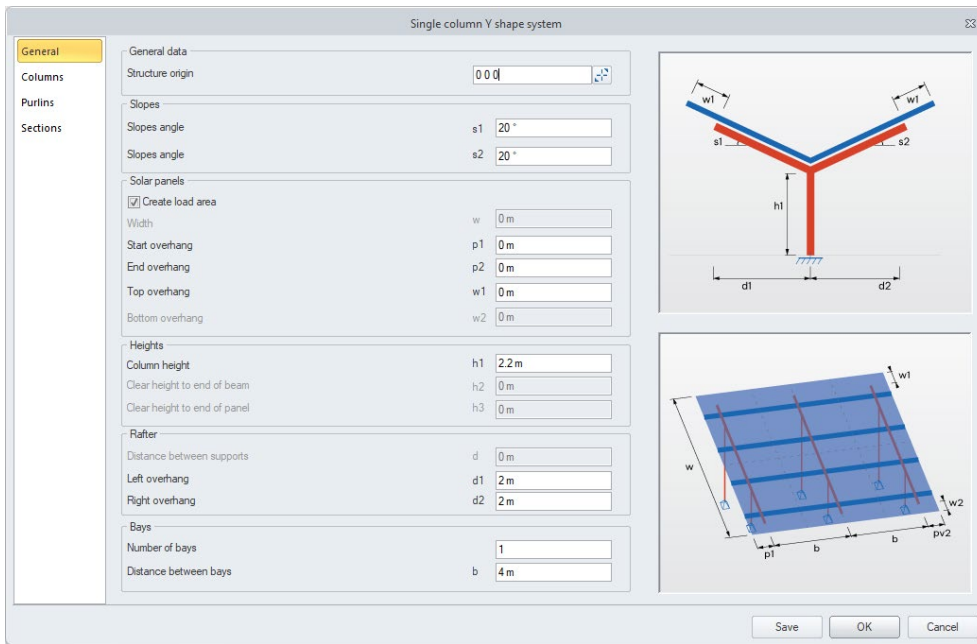 Single column Y shape system
General
Columns
Purlins
Sections
General data
Structure origin 0 0 0
Slopes
Slopes angle s1 20 °
Slopes angle s2 20 °
Solar panels
Create load area
Width w 0 m
Start overhang p1 0 m
End overhang p2 0 m
Top overhang w1 0 m
Bottom overhang w2 0 m
Heights
Column height h1 2.2 m
Clear height to end of beam h2 0 m
Clear height to end of panel h3 0 m
Rafter
Distance between supports d 0 m
Left overhang d1 2 m
Right overhang d2 2 m
Bays
Number of bays 1
Distance between bays b 4 m
w1 w1
s1 s2
h1
d1 d2
w1
w
w2
p1 b b pv2
Save OK Cancel